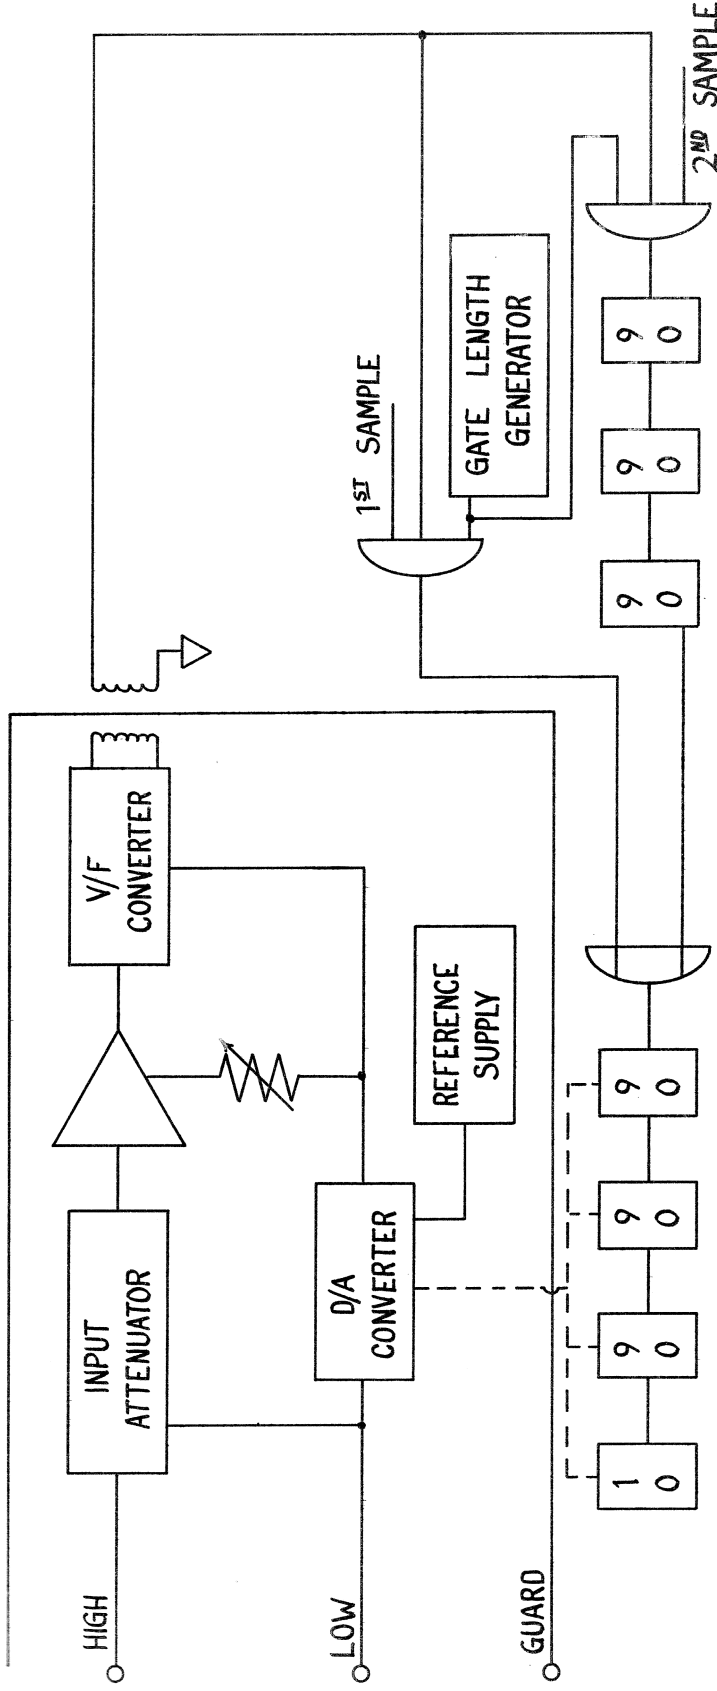 HIGH
INPUT
ATTENUATOR
V/F
CONVERTER
LOW
D/A
CONVERTER
REFERENCE
SUPPLY
1ST SAMPLE
GATE LENGTH
GENERATOR
GUARD
1
0
9
0
9
0
9
0
9
0
9
0
9
0
2ND SAMPLE